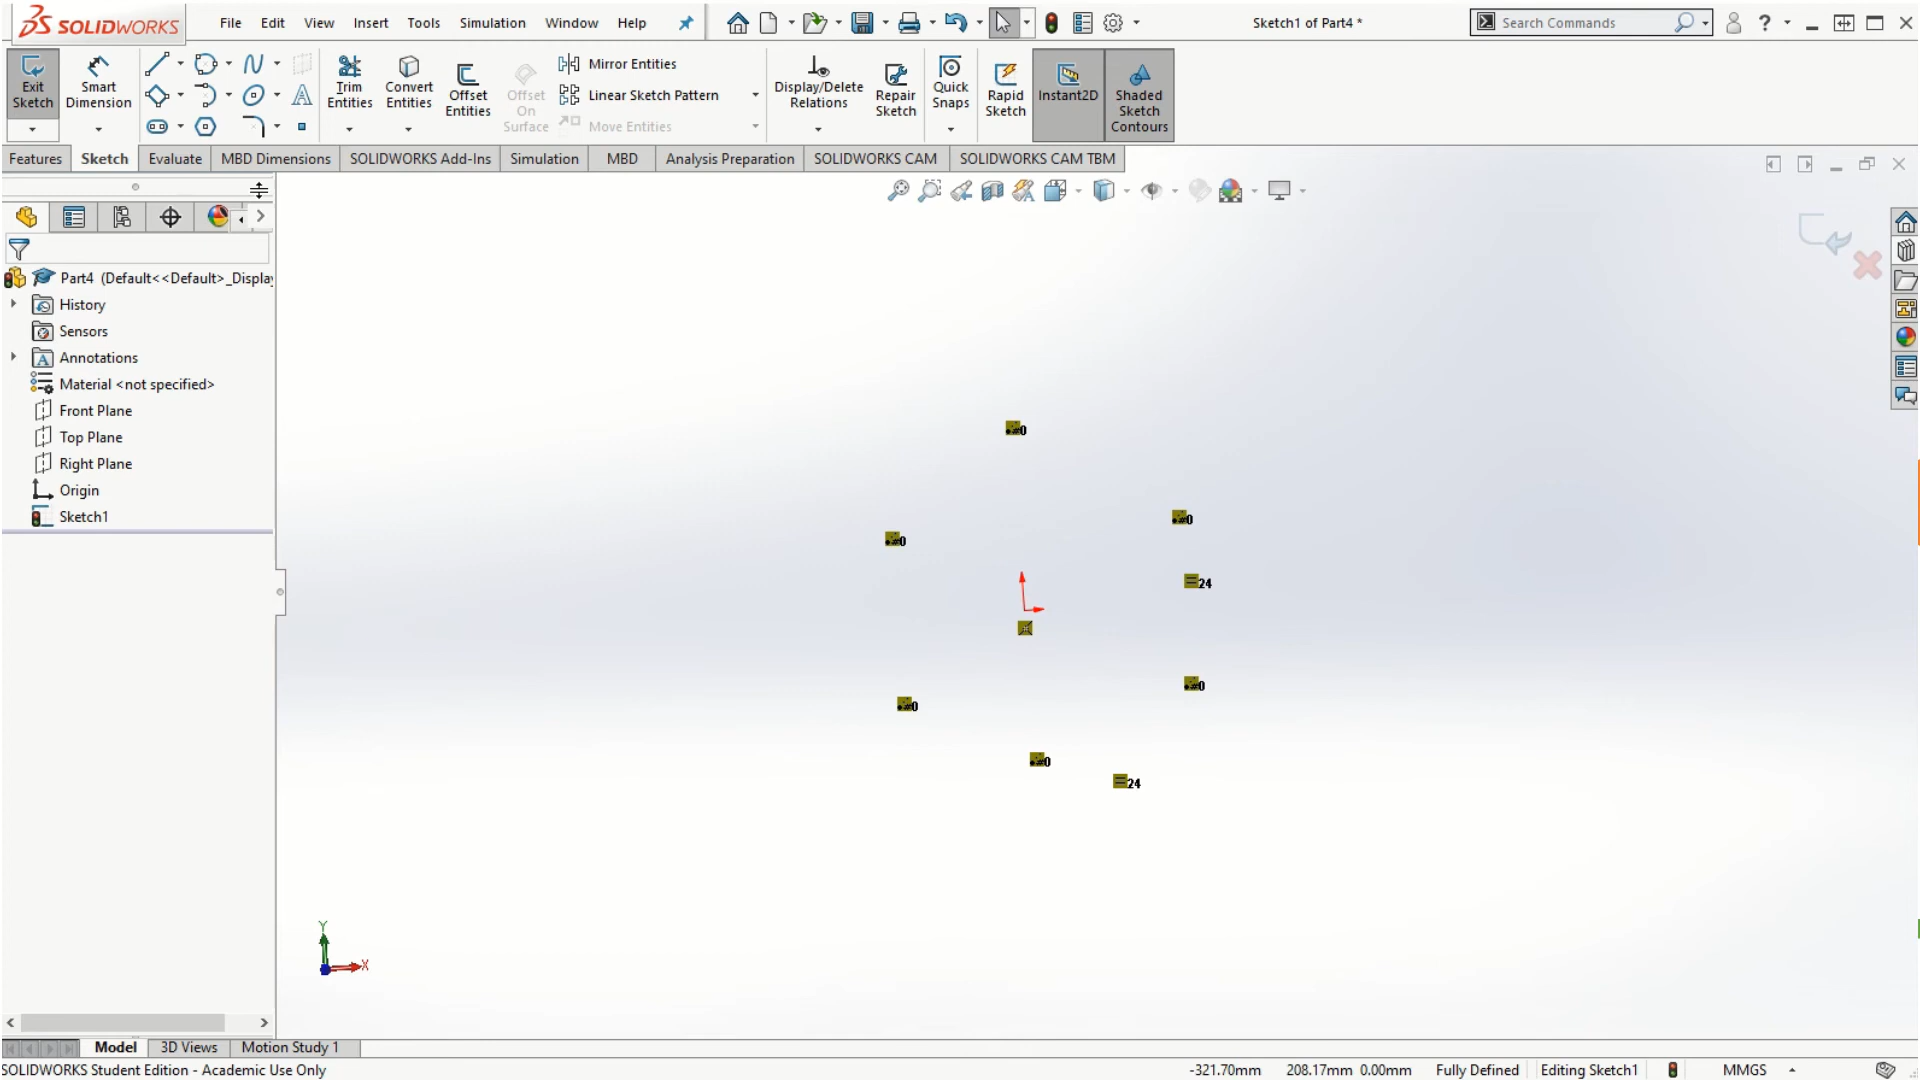 SOLIDWORKS
File Edit View Insert Tools Simulation Window Help
Sketch1 of Part4 *
Search Commands
Exit Sketch
Smart Dimension
Trim Entities
Convert Entities
Offset Entities
Offset On Surface
Mirror Entities
Linear Sketch Pattern
Move Entities
Display/Delete Relations
Repair Sketch
Quick Snaps
Rapid Sketch
Instant2D
Shaded Sketch Contours
Features Sketch Evaluate MBD Dimensions SOLIDWORKS Add-Ins Simulation MBD Analysis Preparation SOLIDWORKS CAM SOLIDWORKS CAM TBM
Part4 (Default<<Default>_Display
History
Sensors
Annotations
Material <not specified>
Front Plane
Top Plane
Right Plane
Origin
Sketch1
0
0
0
24
0
0
0
24
Y
X
Model 3D Views Motion Study 1
SOLIDWORKS Student Edition - Academic Use Only
-321.70mm 208.17mm 0.00mm Fully Defined Editing Sketch1 MMGS